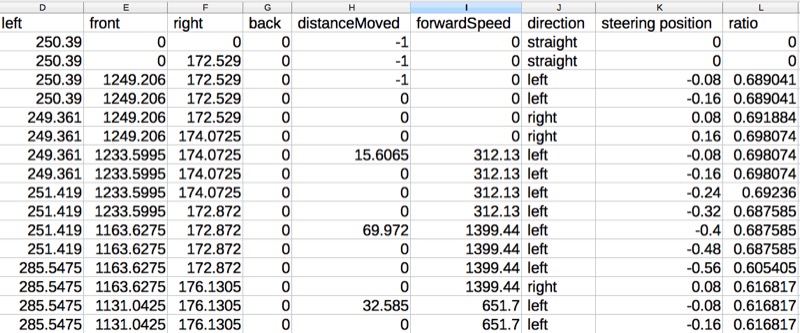 D E F G H I J K L
left front right back distanceMoved forwardSpeed direction steering position ratio
250.39 0 0 0 -1 0 straight 0 0
250.39 0 172.529 0 -1 0 straight 0 0
250.39 1249.206 172.529 0 -1 0 left -0.08 0.689041
250.39 1249.206 172.529 0 0 0 left -0.16 0.689041
249.361 1249.206 172.529 0 0 0 right 0.08 0.691884
249.361 1249.206 174.0725 0 0 0 right 0.16 0.698074
249.361 1233.5995 174.0725 0 15.6065 312.13 left -0.08 0.698074
249.361 1233.5995 174.0725 0 0 312.13 left -0.16 0.698074
251.419 1233.5995 174.0725 0 0 312.13 left -0.24 0.69236
251.419 1233.5995 172.872 0 0 312.13 left -0.32 0.687585
251.419 1163.6275 172.872 0 69.972 1399.44 left -0.4 0.687585
251.419 1163.6275 172.872 0 0 1399.44 left -0.48 0.687585
285.5475 1163.6275 172.872 0 0 1399.44 left -0.56 0.605405
285.5475 1163.6275 176.1305 0 0 1399.44 right 0.08 0.616817
285.5475 1131.0425 176.1305 0 32.585 651.7 left -0.08 0.616817
285.5475 1131.0425 176.1305 0 0 651.7 left -0.16 0.616817